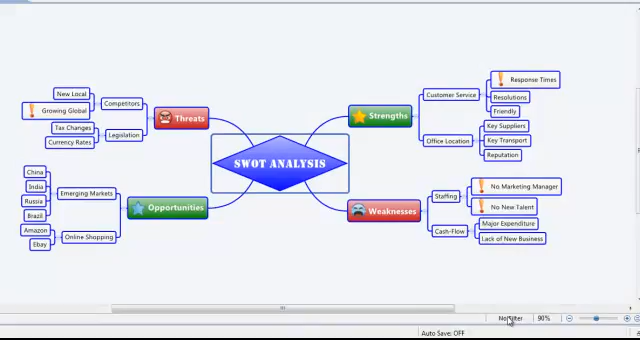 SWOT ANALYSIS
Threats
Competitors
New Local
Growing Global
Legislation
Tax Changes
Currency Rates
Opportunities
Emerging Markets
China
India
Russia
Brazil
Online Shopping
Amazon
Ebay
Strengths
Customer Service
Response Times
Resolutions
Friendly
Office Location
Key Suppliers
Key Transport
Reputation
Weaknesses
Staffing
No Marketing Manager
No New Talent
Cash-Flow
Major Expenditure
Lack of New Business
No Filter
90%
Auto Save: OFF